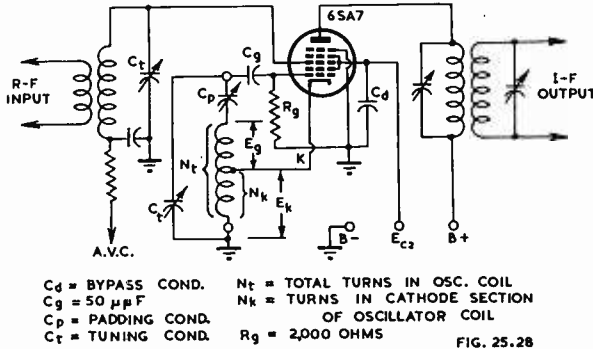 6SA7
R-F
INPUT
Ct
Cg
Cp
Rg
Cd
I-F
OUTPUT
Eg
K
Nt
Nk
Ek
Ct
A.V.C.
B-
Ec2
B+
Cd = BYPASS COND.
Cg = 50 μμF
Cp = PADDING COND.
Ct = TUNING COND.
Nt = TOTAL TURNS IN OSC. COIL
Nk = TURNS IN CATHODE SECTION
OF OSCILLATOR COIL
Rg = 2,000 OHMS
FIG. 25.28